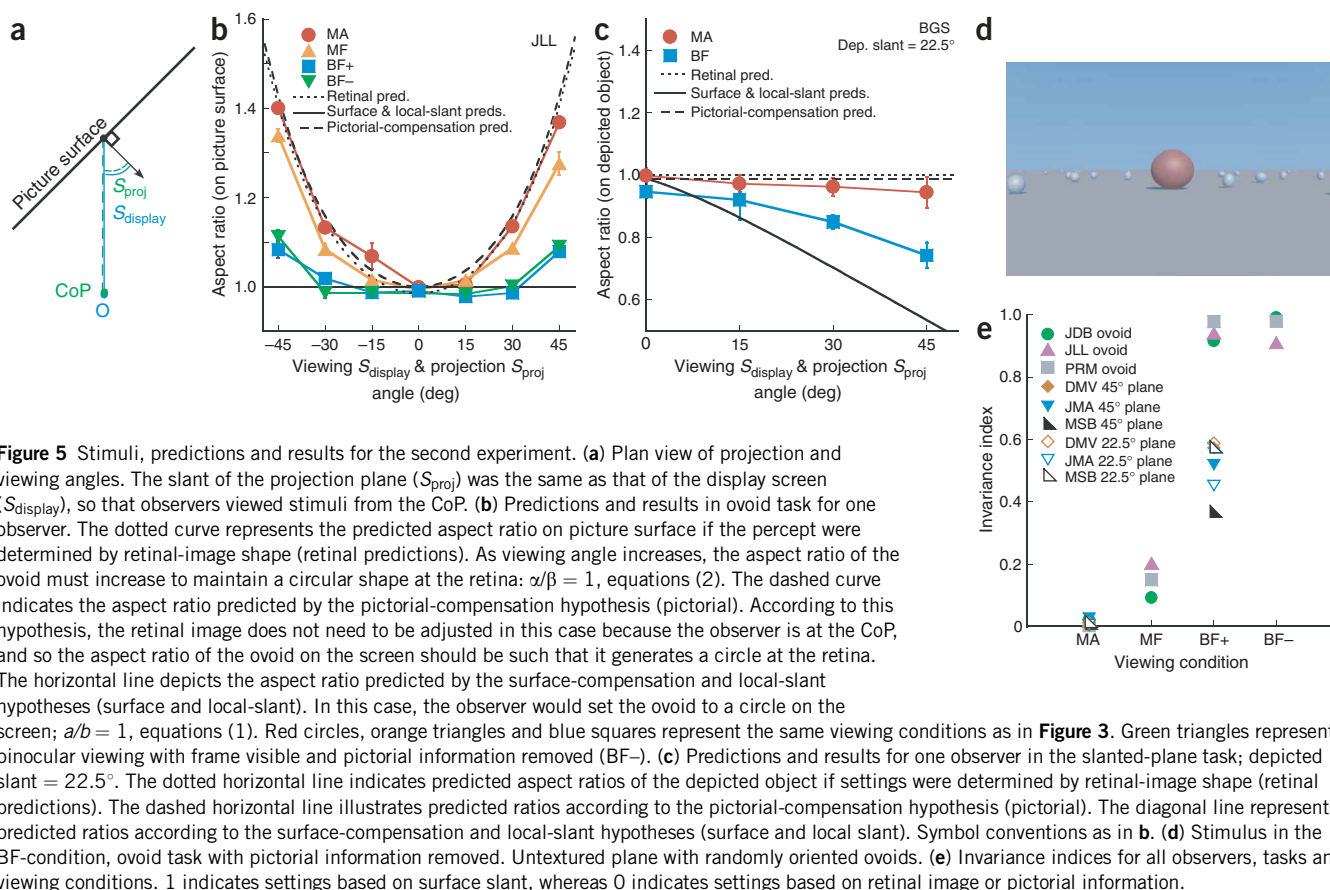 a
Picture surface
Sproj
Sdisplay
CoP
O
b
Aspect ratio (on picture surface)
1.6
1.4
1.2
1.0
MA
MF
BF+
BF–
Retinal pred.
Surface & local-slant preds.
Pictorial-compensation pred.
JLL
–45 –30 –15 0 15 30 45
Viewing Sdisplay & projection Sproj
angle (deg)
c
Aspect ratio (on depicted object)
1.4
1.2
1.0
0.8
0.6
MA
BF
Retinal pred.
Surface & local-slant preds.
Pictorial-compensation pred.
BGS
Dep. slant = 22.5°
0 15 30 45
Viewing Sdisplay & projection Sproj
angle (deg)
d
e
Invariance index
1.0
0.8
0.6
0.4
0.2
0
JDB ovoid
JLL ovoid
PRM ovoid
DMV 45° plane
JMA 45° plane
MSB 45° plane
DMV 22.5° plane
JMA 22.5° plane
MSB 22.5° plane
MA MF BF+ BF–
Viewing condition
Figure 5 Stimuli, predictions and results for the second experiment. (a) Plan view of projection and
viewing angles. The slant of the projection plane (Sproj) was the same as that of the display screen
(Sdisplay), so that observers viewed stimuli from the CoP. (b) Predictions and results in ovoid task for one
observer. The dotted curve represents the predicted aspect ratio on picture surface if the percept were
determined by retinal-image shape (retinal predictions). As viewing angle increases, the aspect ratio of the
ovoid must increase to maintain a circular shape at the retina: α/β = 1, equations (2). The dashed curve
indicates the aspect ratio predicted by the pictorial-compensation hypothesis (pictorial). According to this
hypothesis, the retinal image does not need to be adjusted in this case because the observer is at the CoP,
and so the aspect ratio of the ovoid on the screen should be such that it generates a circle at the retina.
The horizontal line depicts the aspect ratio predicted by the surface-compensation and local-slant
hypotheses (surface and local-slant). In this case, the observer would set the ovoid to a circle on the
screen; a/b = 1, equations (1). Red circles, orange triangles and blue squares represent the same viewing conditions as in Figure 3. Green triangles represent
binocular viewing with frame visible and pictorial information removed (BF–). (c) Predictions and results for one observer in the slanted-plane task; depicted
slant = 22.5°. The dotted horizontal line indicates predicted aspect ratios of the depicted object if settings were determined by retinal-image shape (retinal
predictions). The dashed horizontal line illustrates predicted ratios according to the pictorial-compensation hypothesis (pictorial). The diagonal line represent
predicted ratios according to the surface-compensation and local-slant hypotheses (surface and local slant). Symbol conventions as in b. (d) Stimulus in the
BF-condition, ovoid task with pictorial information removed. Untextured plane with randomly oriented ovoids. (e) Invariance indices for all observers, tasks an
viewing conditions. 1 indicates settings based on surface slant, whereas 0 indicates settings based on retinal image or pictorial information.